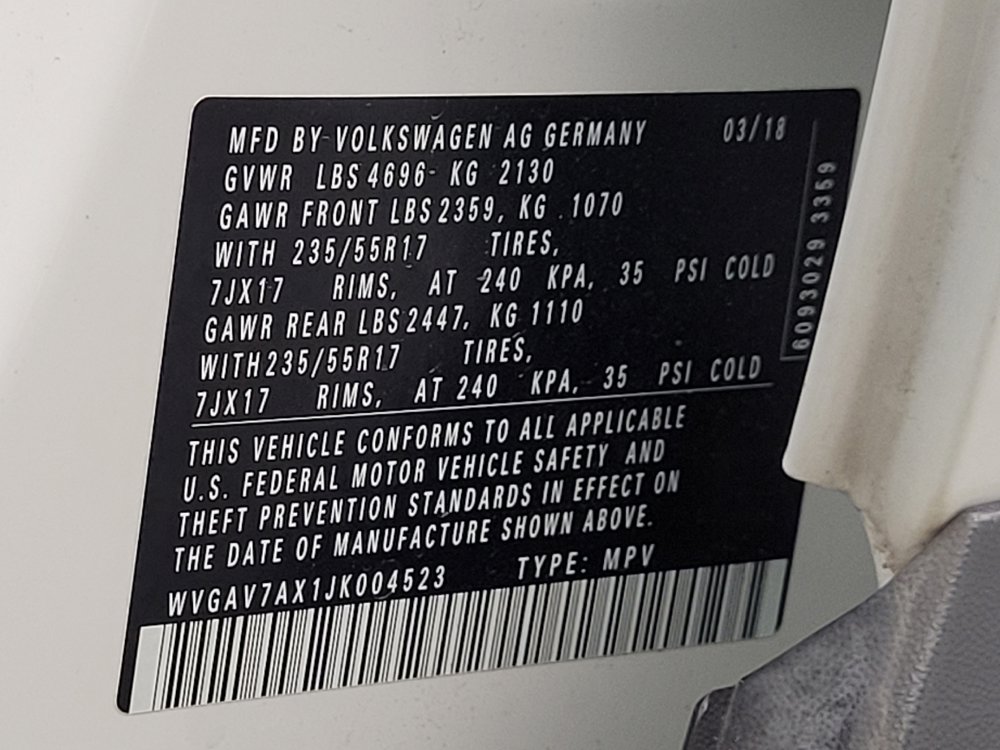 MFD BY VOLKSWAGEN AG GERMANY 03/18
GVWR LBS 4696 KG 2130
GAWR FRONT LBS 2359, KG 1070
WITH 235/55R17 TIRES,
7JX17 RIMS, AT 240 KPA, 35 PSI COLD
GAWR REAR LBS 2447, KG 1110
WITH 235/55R17 TIRES,
7JX17 RIMS, AT 240 KPA, 35 PSI COLD
THIS VEHICLE CONFORMS TO ALL APPLICABLE
U.S. FEDERAL MOTOR VEHICLE SAFETY AND
THEFT PREVENTION STANDARDS IN EFFECT ON
THE DATE OF MANUFACTURE SHOWN ABOVE.
WVGAV7AX1JK004523 TYPE: MPV
6093029 3359